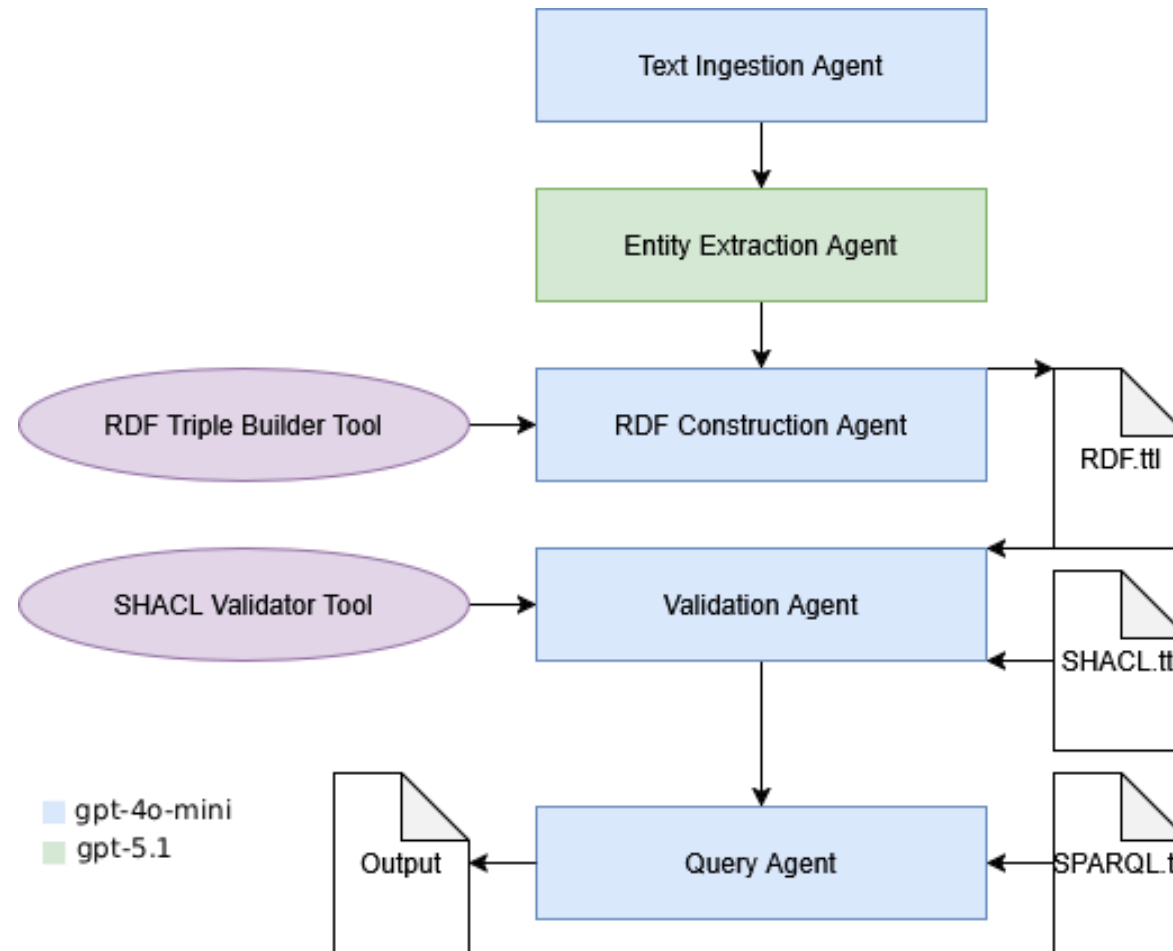 Text Ingestion Agent
Entity Extraction Agent
RDF Triple Builder Tool
RDF Construction Agent
RDF.ttl
SHACL Validator Tool
Validation Agent
SHACL.tt
gpt-4o-mini
gpt-5.1
Output
Query Agent
SPARQL.t